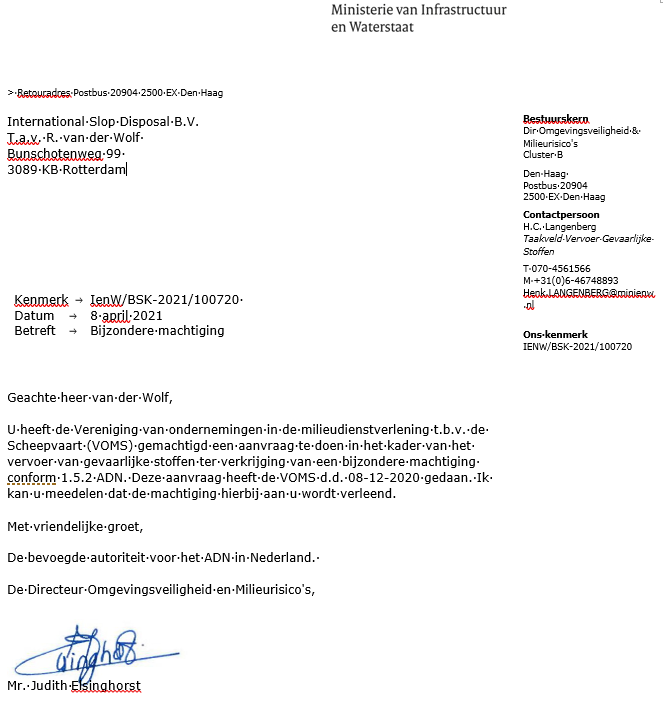 Ministerie van Infrastructuur
en Waterstaat
> Retouradres Postbus 20904 2500 EX Den Haag
International Slop Disposal B.V.
T.a.v. R. van der Wolf
Bunschotenweg 99
3089 KB Rotterdam
Bestuurskern
Dir Omgevingsveiligheid &
Milieurisico's
Cluster B
Den Haag
Postbus 20904
2500 EX Den Haag
Contactpersoon
H.C. Langenberg
Taakveld Vervoer Gevaarlijke
Stoffen
T 070-4561566
M +31(0)6-46748893
Henk.LANGENBERG@minienw
.nl
Ons kenmerk
IENW/BSK-2021/100720
Kenmerk → IenW/BSK-2021/100720
Datum → 8 april 2021
Betreft → Bijzondere machtiging
Geachte heer van der Wolf,
U heeft de Vereniging van ondernemingen in de milieudienstverlening t.b.v. de
Scheepvaart (VOMS) gemachtigd een aanvraag te doen in het kader van het
vervoer van gevaarlijke stoffen ter verkrijging van een bijzondere machtiging
conform 1.5.2 ADN. Deze aanvraag heeft de VOMS d.d. 08-12-2020 gedaan. Ik
kan u meedelen dat de machtiging hierbij aan u wordt verleend.
Met vriendelijke groet,
De bevoegde autoriteit voor het ADN in Nederland.
De Directeur Omgevingsveiligheid en Milieurisico's,
Mr. Judith Elsinghorst